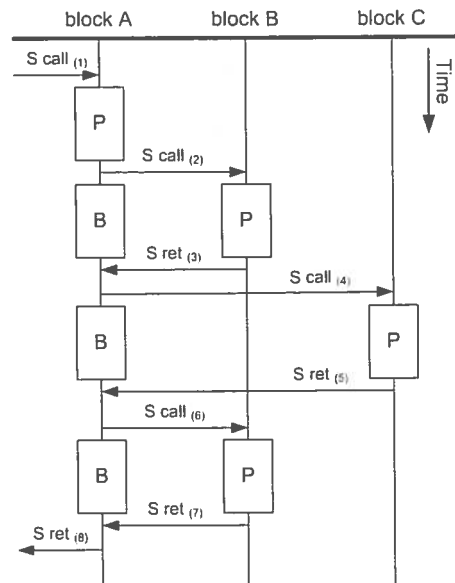 block A block B block C
S call (1)
Time
P
S call (2)
B P
S ret (3)
S call (4)
B P
S ret (5)
S call (6)
B P
S ret (7)
S ret (8)